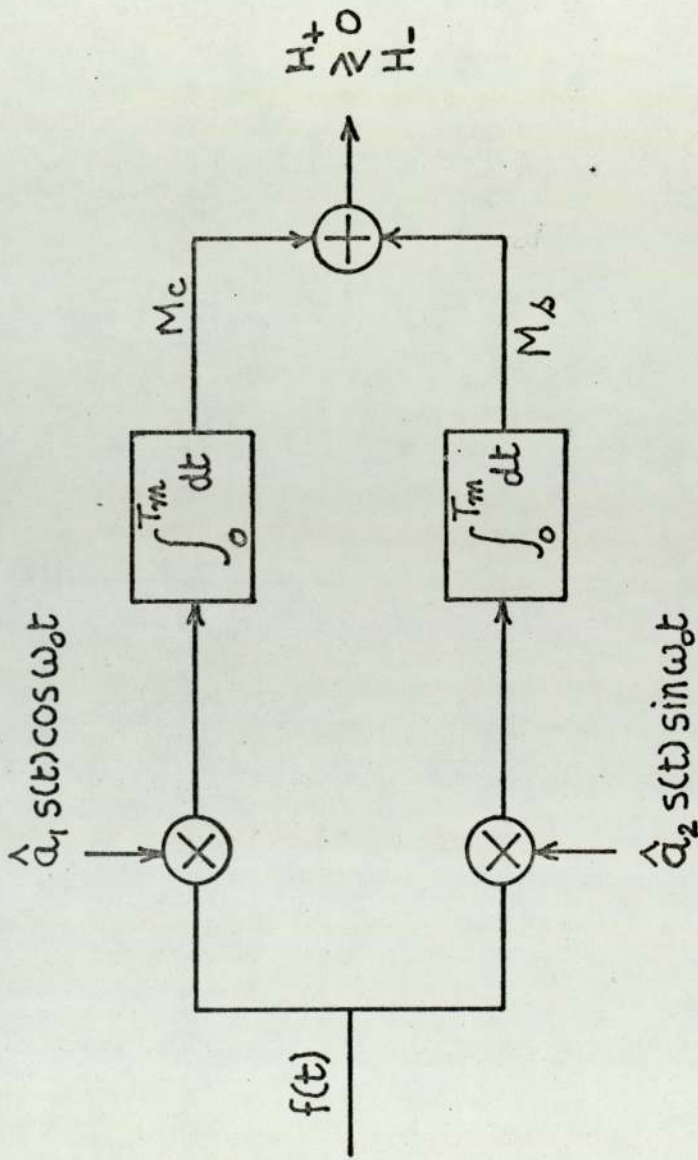 f(t)
â₁ s(t) cos ω₀t
∫₀^Tm dt
Mc
H₊
≷ 0
H₋
â₂ s(t) sin ω₀t
∫₀^Tm dt
Ms